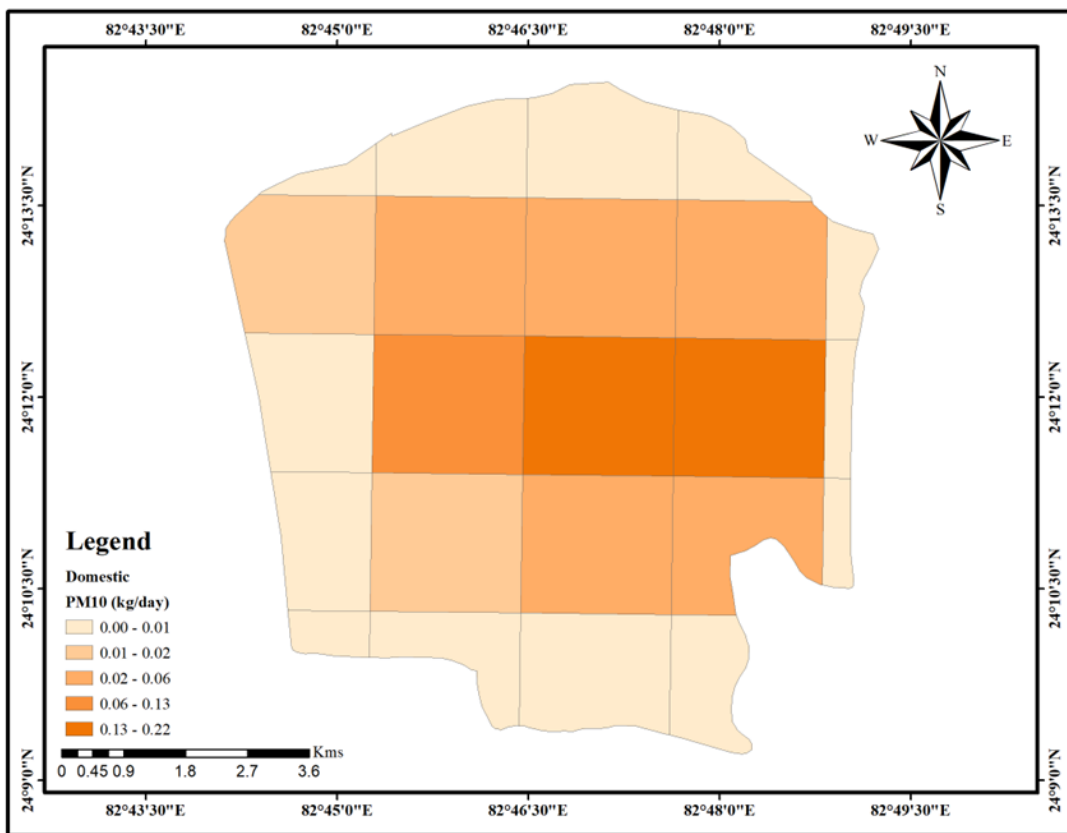 82°43'30"E 82°45'0"E 82°46'30"E 82°48'0"E 82°49'30"E
N
W E
S
24°13'30"N 24°13'30"N
24°12'0"N 24°12'0"N
24°10'30"N 24°10'30"N
24°9'0"N 24°9'0"N
Legend
Domestic
PM10 (kg/day)
0.00 - 0.01
0.01 - 0.02
0.02 - 0.06
0.06 - 0.13
0.13 - 0.22
Kms
0 0.45 0.9 1.8 2.7 3.6
82°43'30"E 82°45'0"E 82°46'30"E 82°48'0"E 82°49'30"E